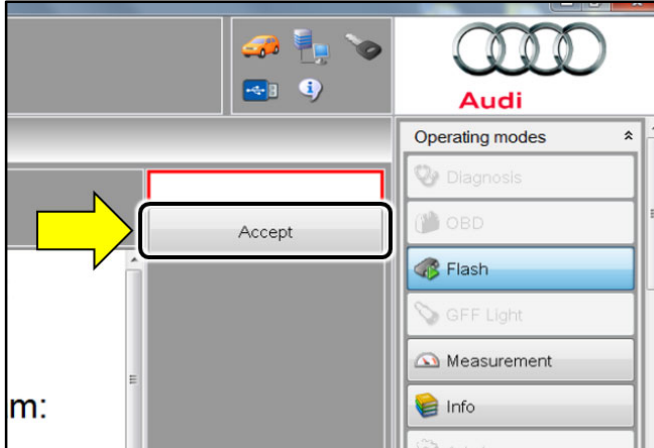 Audi
Operating modes
Diagnosis
OBD
Accept
Flash
GFF Light
Measurement
m:
Info